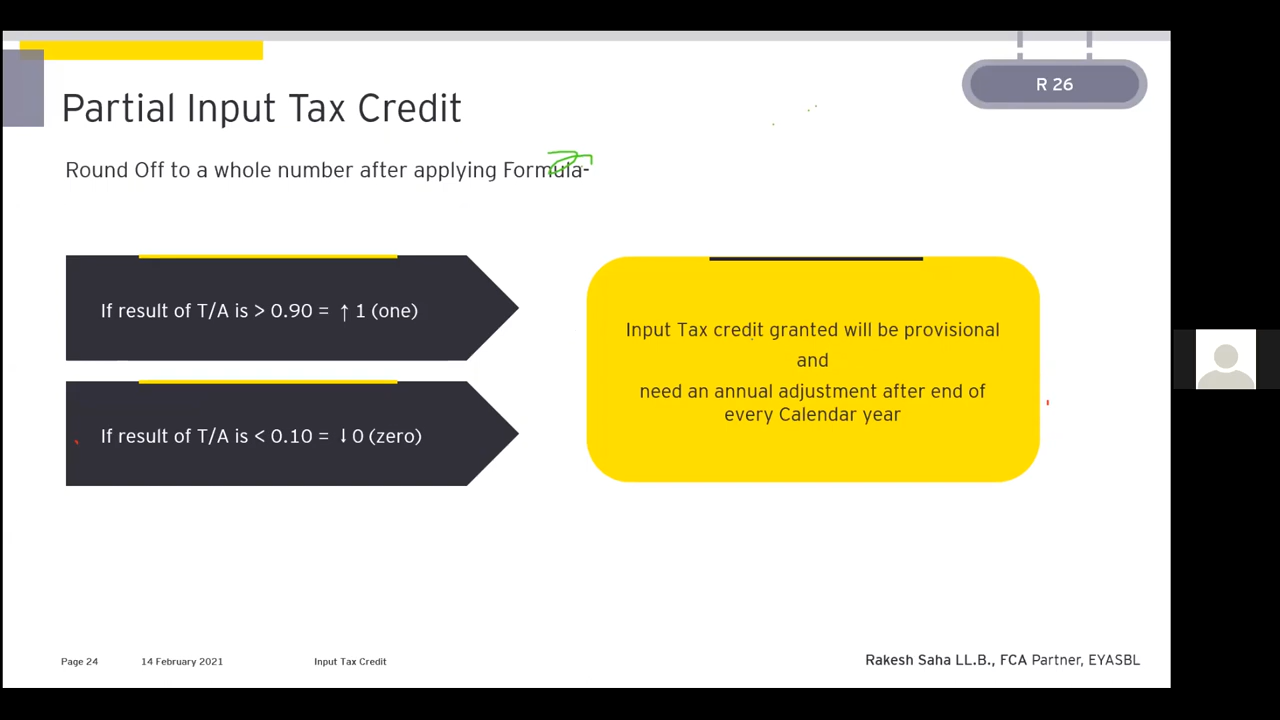 R 26
Partial Input Tax Credit
Round Off to a whole number after applying Formula-
If result of T/A is > 0.90 = ↑ 1 (one)
If result of T/A is < 0.10 = ↓ 0 (zero)
Input Tax credit granted will be provisional
and
need an annual adjustment after end of
every Calendar year
Page 24 14 February 2021 Input Tax Credit Rakesh Saha LL.B., FCA Partner, EYASBL